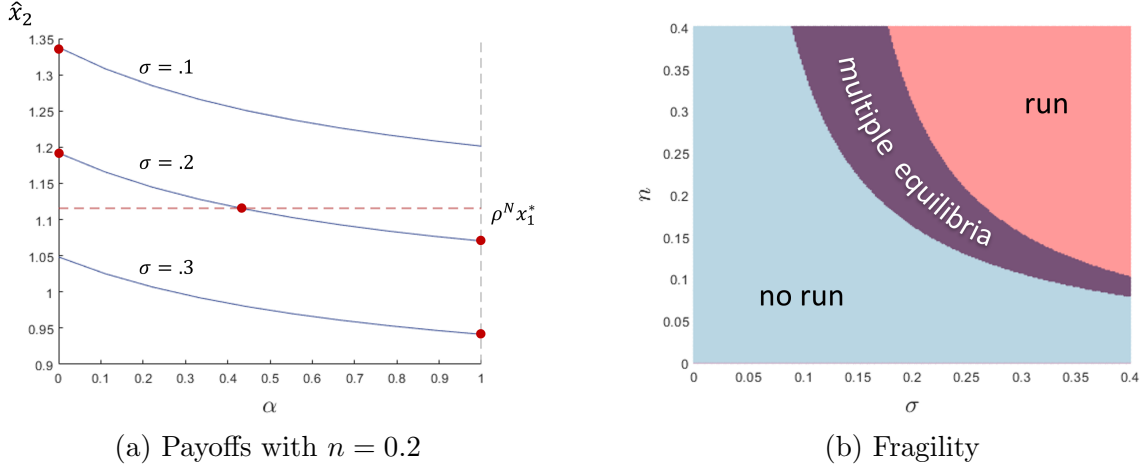 x̂₂
1.35
1.3
1.25
1.2
1.15
1.1
1.05
1
0.95
0.9
σ = .1
σ = .2
σ = .3
ρᴺx₁*
0 0.1 0.2 0.3 0.4 0.5 0.6 0.7 0.8 0.9 1
α
(a) Payoffs with n = 0.2
0.4
0.35
0.3
0.25
0.2
0.15
0.1
0.05
0
n
multiple equilibria
run
no run
0 0.05 0.1 0.15 0.2 0.25 0.3 0.35 0.4
σ
(b) Fragility